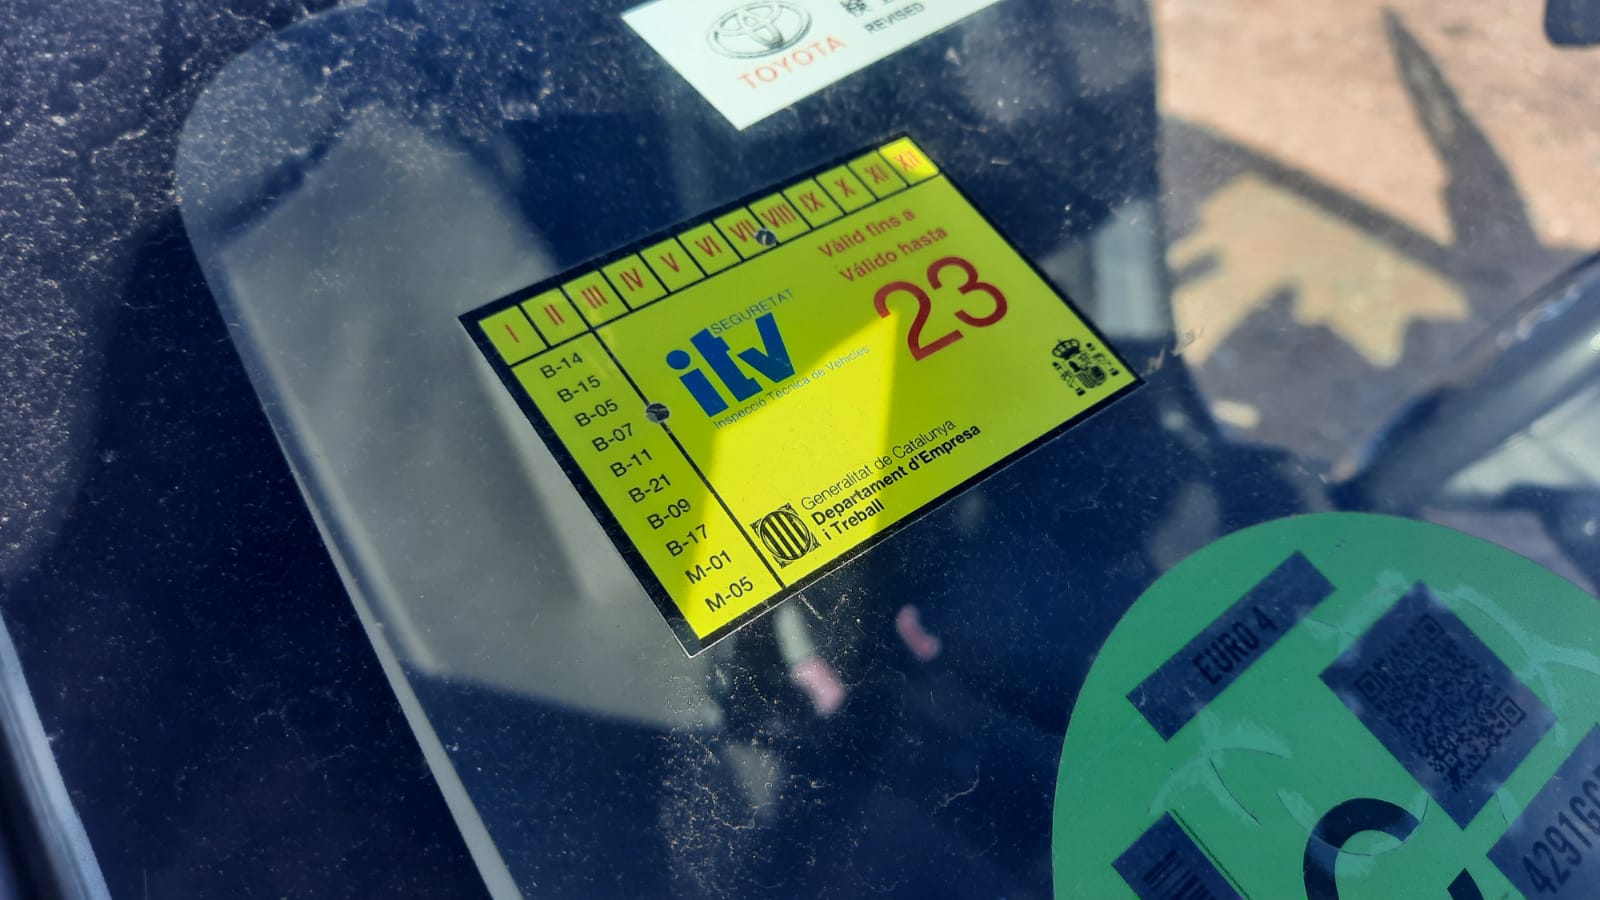 TOYOTA
REVISED
I II III IV V VI VII VIII IX X XI XII
Vàlid fins a
Válido hasta
23
SEGURETAT
itv
Inspecció Tècnica de Vehicles
B-14
B-15
B-05
B-07
B-11
B-21
B-09
B-17
M-01
M-05
Generalitat de Catalunya
Departament d'Empresa
i Treball
EURO 4
C